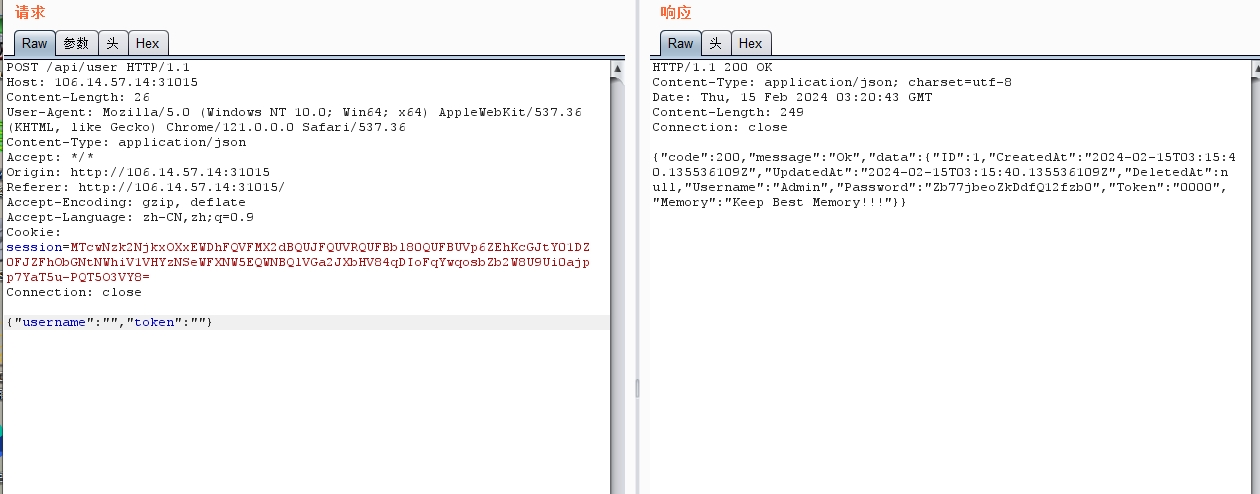 请求
Raw 参数 头 Hex
POST /api/user HTTP/1.1
Host: 106.14.57.14:31015
Content-Length: 26
User-Agent: Mozilla/5.0 (Windows NT 10.0; Win64; x64) AppleWebKit/537.36
(KHTML, like Gecko) Chrome/121.0.0.0 Safari/537.36
Content-Type: application/json
Accept: */*
Origin: http://106.14.57.14:31015
Referer: http://106.14.57.14:31015/
Accept-Encoding: gzip, deflate
Accept-Language: zh-CN,zh;q=0.9
Cookie:
Connection: close
{"username":"","token":""}
响应
Raw 头 Hex
HTTP/1.1 200 OK
Content-Type: application/json; charset=utf-8
Date: Thu, 15 Feb 2024 03:20:43 GMT
Content-Length: 249
Connection: close
{"code":200,"message":"Ok","data":{"ID":1,"CreatedAt":"2024-02-15T03:15:4
0.135536109Z","UpdatedAt":"2024-02-15T03:15:40.135536109Z","DeletedAt":n
ull,"Username":"Admin","Password":"Zb77jbeoZkDdfQ12fzb0","Token":"0000",
"Memory":"Keep Best Memory!!!"}}